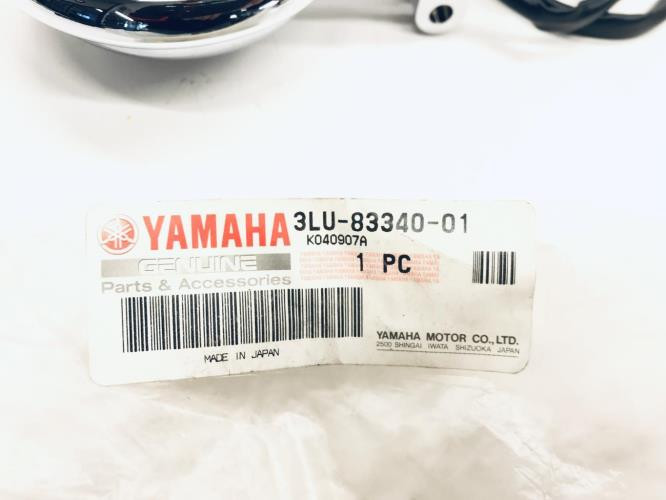 YAMAHA
GENUINE
Parts & Accessories
3LU-83340-01
K040907A
1 PC
MADE IN JAPAN
YAMAHA MOTOR CO.,LTD.
2500 SHINGAI IWATA SHIZUOKA JAPAN